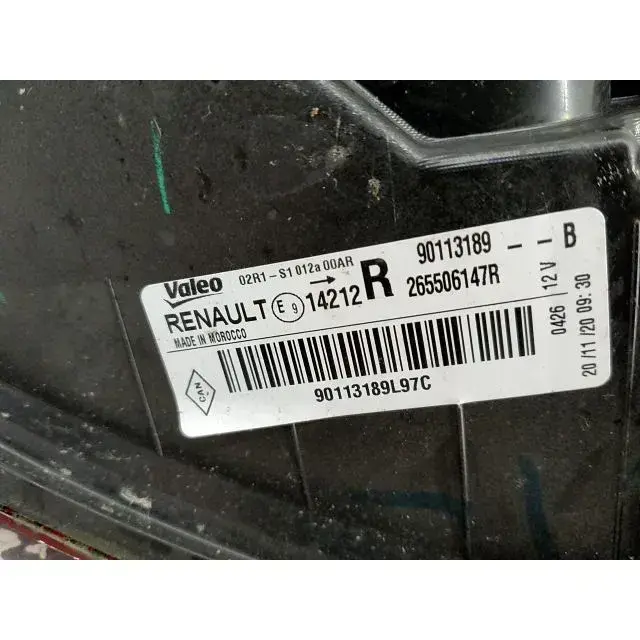 Valeo 02R1-S1 012a 00AR 90113189 - - B
RENAULT E9 → 14212 R 265506147R 12 V
MADE IN MOROCCO
CAN
90113189L97C
0426
20/11/20 09:30